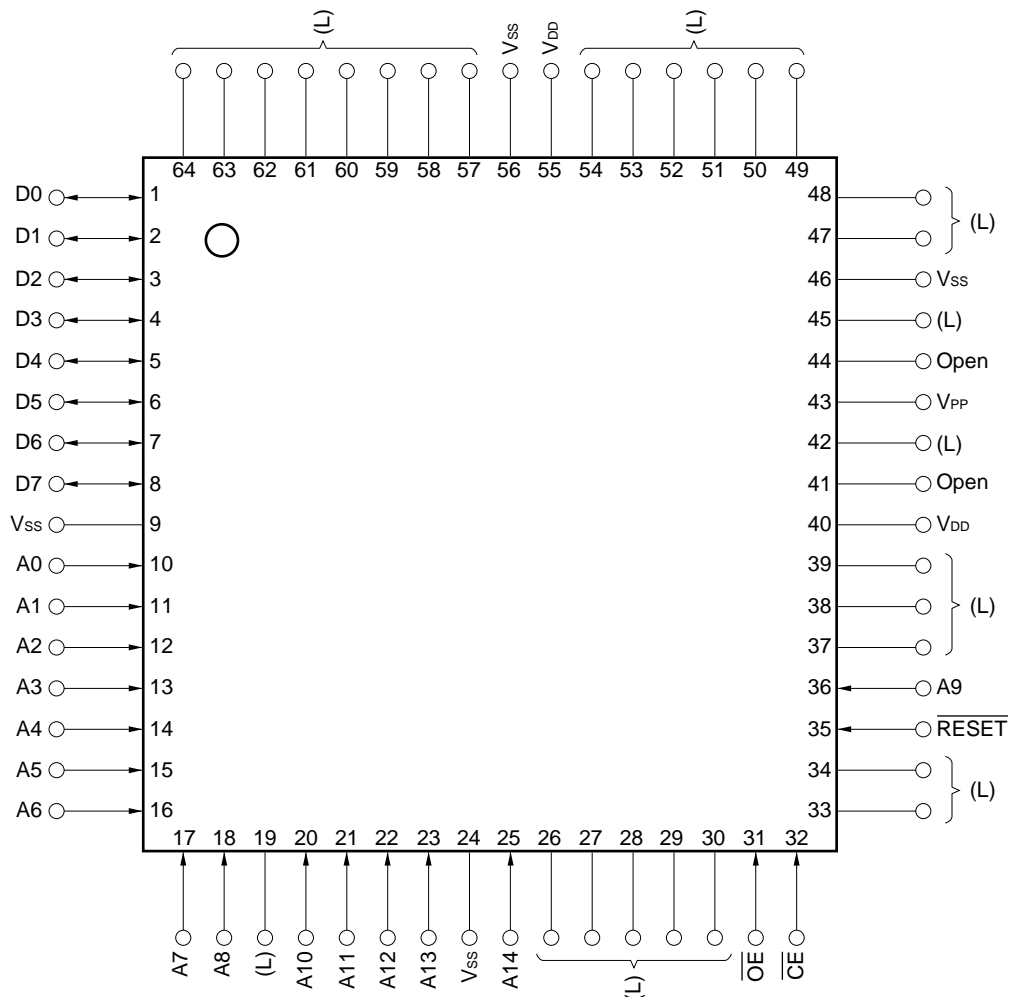 (L) VSS VDD (L)
64 63 62 61 60 59 58 57 56 55 54 53 52 51 50 49
D0 1 48
(L)
D1 2 47
D2 3 46 VSS
D3 4 45 (L)
D4 5 44 Open
D5 6 43 VPP
D6 7 42 (L)
D7 8 41 Open
VSS 9 40 VDD
A0 10 39
A1 11 38 (L)
A2 12 37
A3 13 36 A9
A4 14 35 RESET
A5 15 34
(L)
A6 16 33
17 18 19 20 21 22 23 24 25 26 27 28 29 30 31 32
A7 A8 (L) A10 A11 A12 A13 VSS A14 (L) OE CE